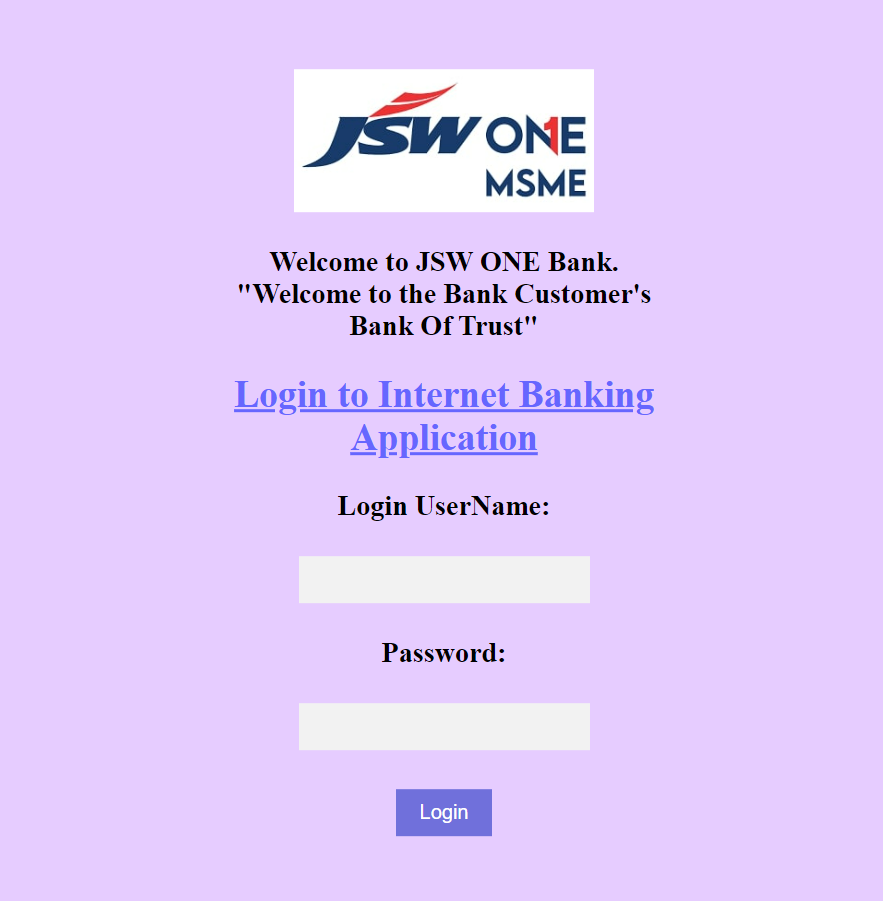 JSW ONE
MSME
Welcome to JSW ONE Bank.
"Welcome to the Bank Customer's
Bank Of Trust"
Login to Internet Banking
Application
Login UserName:
Password:
Login